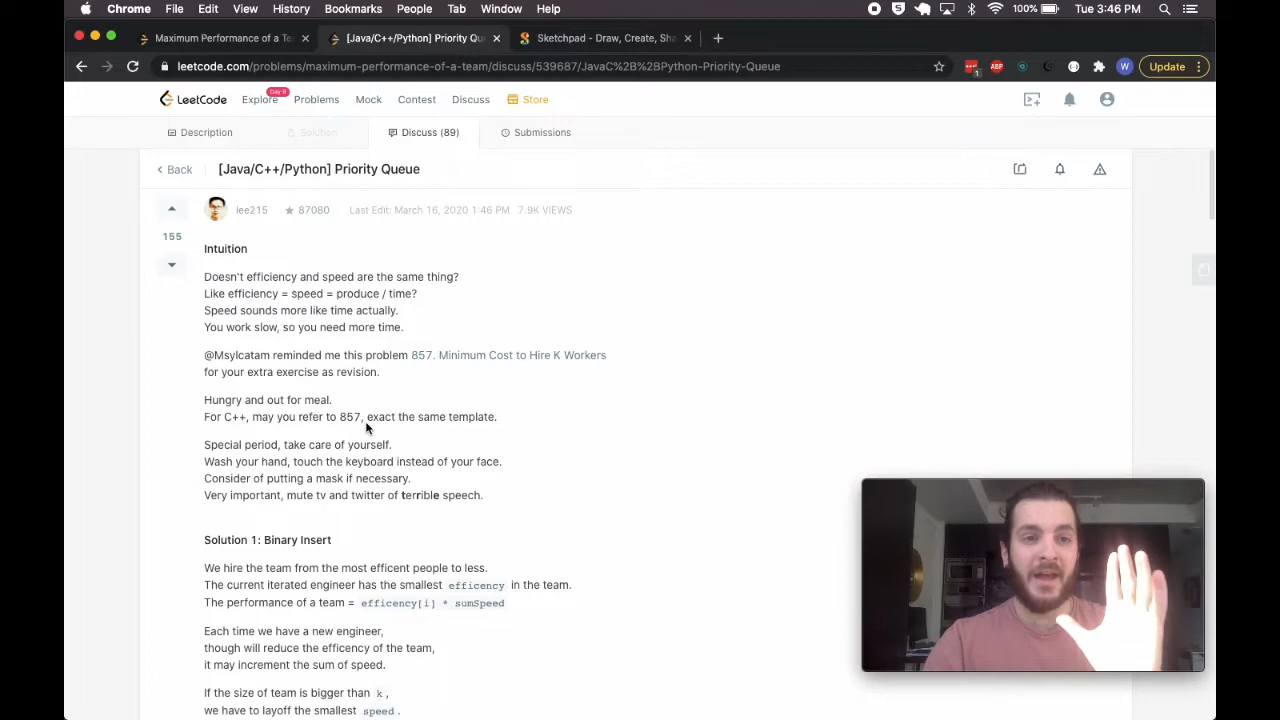 Chrome File Edit View History Bookmarks People Tab Window Help 100% Tue 3:46 PM
Maximum Performance of a Te [Java/C++/Python] Priority Qu Sketchpad - Draw, Create, Sha
leetcode.com/problems/maximum-performance-of-a-team/discuss/539687/JavaC%2B%2BPython-Priority-Queue ABP 1 W Update
LeetCode Explore Day 8 Problems Mock Contest Discuss Store
Description Solution Discuss (89) Submissions
Back [Java/C++/Python] Priority Queue
lee215 87080 Last Edit: March 16, 2020 1:46 PM 7.9K VIEWS
155
Intuition
Doesn't efficiency and speed are the same thing?
Like efficiency = speed = produce / time?
Speed sounds more like time actually.
You work slow, so you need more time.
@Msylcatam reminded me this problem 857. Minimum Cost to Hire K Workers
for your extra exercise as revision.
Hungry and out for meal.
For C++, may you refer to 857, exact the same template.
Special period, take care of yourself.
Wash your hand, touch the keyboard instead of your face.
Consider of putting a mask if necessary.
Very important, mute tv and twitter of terrible speech.
Solution 1: Binary Insert
We hire the team from the most efficent people to less.
The current iterated engineer has the smallest efficency in the team.
The performance of a team = efficency[i] * sumSpeed
Each time we have a new engineer,
though will reduce the efficency of the team,
it may increment the sum of speed.
If the size of team is bigger than k,
we have to layoff the smallest speed.